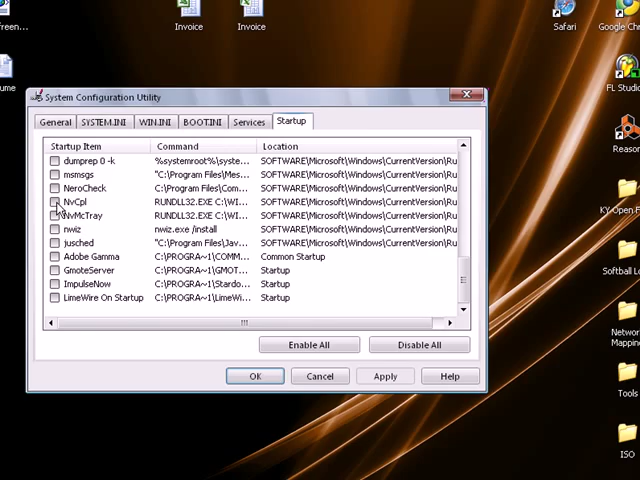 freen...
Invoice
Invoice
Safari
Google Chr
ume
FL Studio
System Configuration Utility
General
SYSTEM.INI
WIN.INI
BOOT.INI
Services
Startup
Startup Item
Command
Location
dumprep 0 -k
%systemroot%\syste...
SOFTWARE\Microsoft\Windows\CurrentVersion\Ru
msmsgs
"C:\Program Files\Mes...
SOFTWARE\Microsoft\Windows\CurrentVersion\Ru
NeroCheck
C:\Program Files\Com...
SOFTWARE\Microsoft\Windows\CurrentVersion\Ru
NvCpl
RUNDLL32.EXE C:\WI...
SOFTWARE\Microsoft\Windows\CurrentVersion\Ru
NvMcTray
RUNDLL32.EXE C:\WI...
SOFTWARE\Microsoft\Windows\CurrentVersion\Ru
nwiz
nwiz.exe /install
SOFTWARE\Microsoft\Windows\CurrentVersion\Ru
jusched
"C:\Program Files\Jav...
SOFTWARE\Microsoft\Windows\CurrentVersion\Ru
Adobe Gamma
C:\PROGRA~1\COMM...
Common Startup
GmoteServer
C:\PROGRA~1\GMOT...
Startup
ImpulseNow
C:\PROGRA~1\Stardo...
Startup
LimeWire On Startup
C:\PROGRA~1\LimeWi...
Startup
Enable All
Disable All
OK
Cancel
Apply
Help
Reason
KY-Open F
Softball Lo
Network
Mapping
Tools
ISO